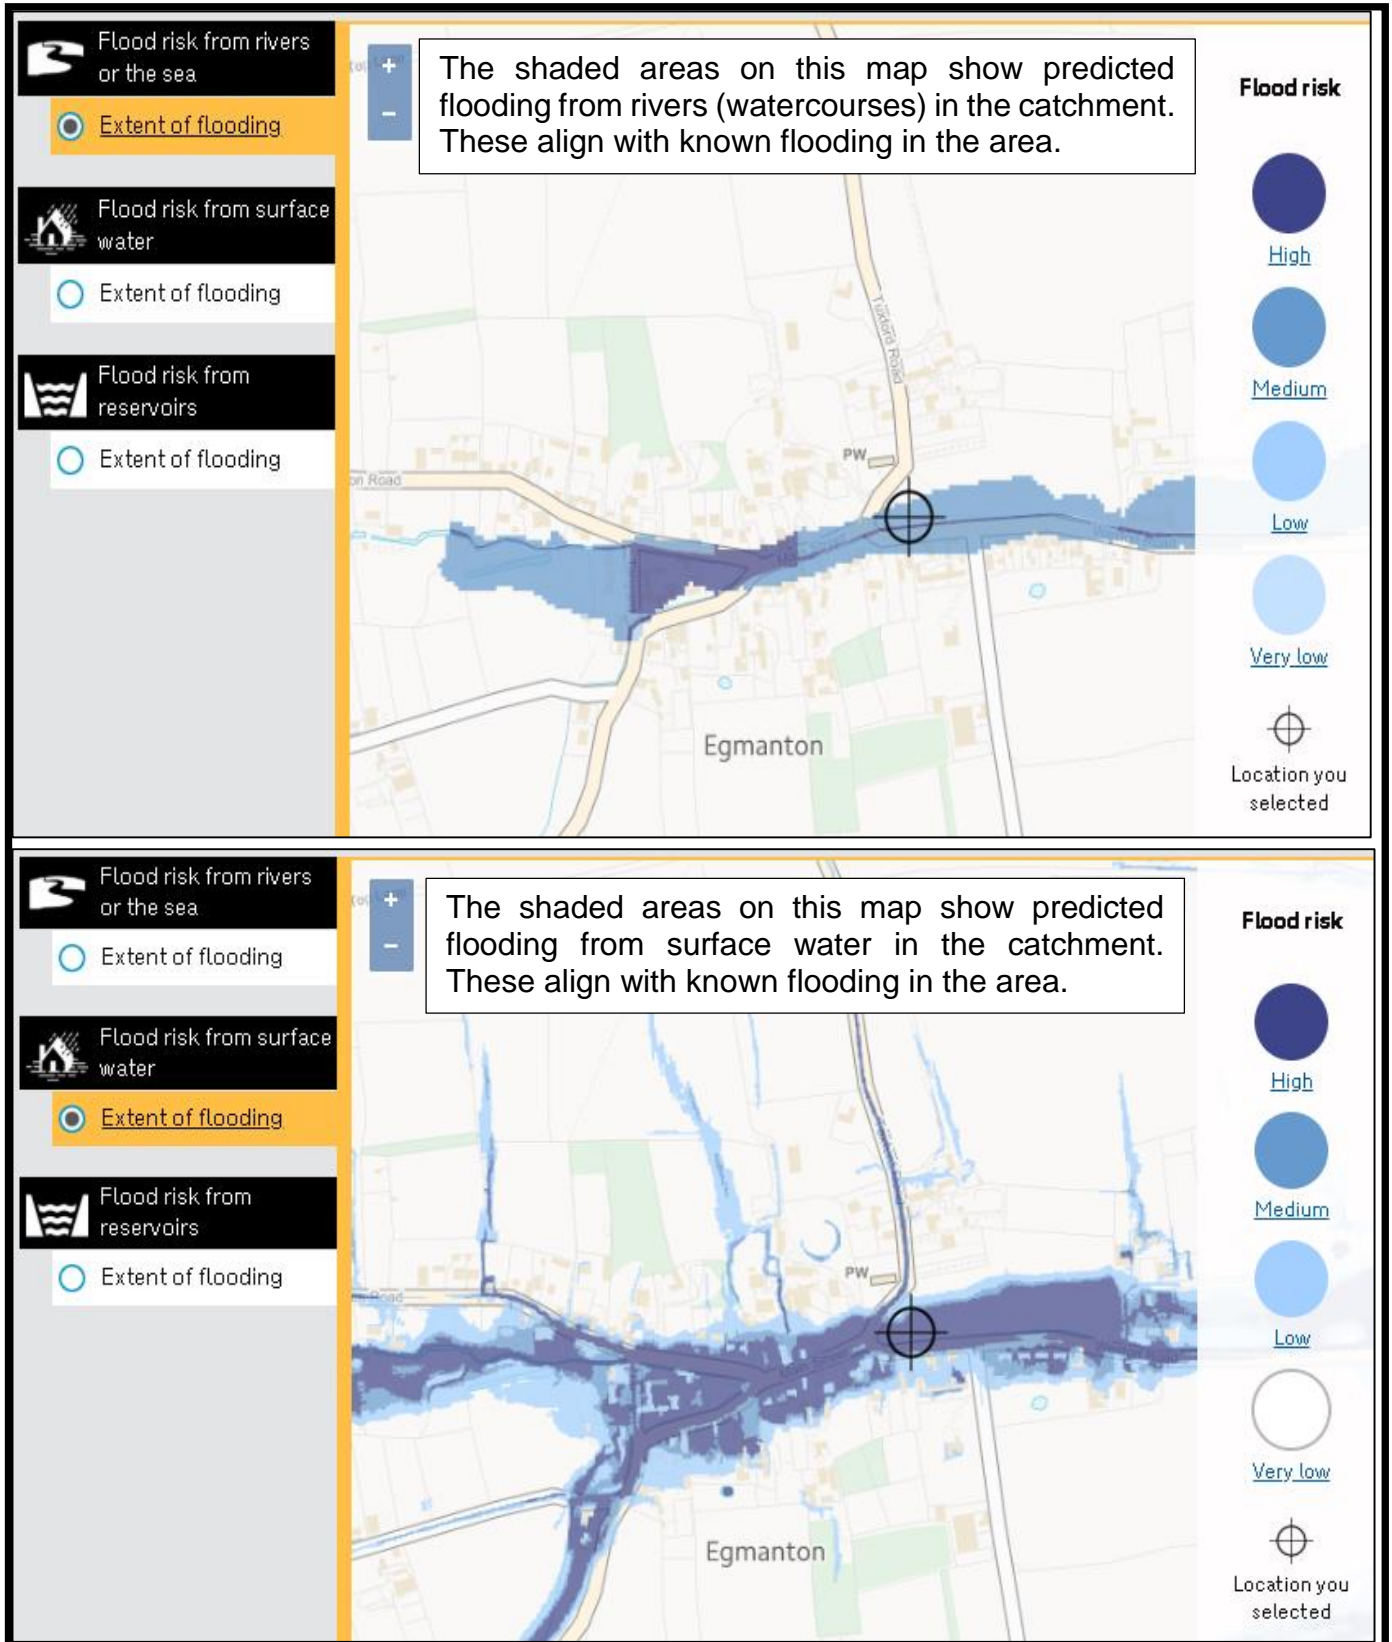 Flood risk from rivers
or the sea
Extent of flooding
Flood risk from surface
water
Extent of flooding
Flood risk from
reservoirs
Extent of flooding
+
−
The shaded areas on this map show predicted
flooding from rivers (watercourses) in the catchment.
These align with known flooding in the area.
Tuxford Road
PW
on Road
Egmanton
Flood risk
High
Medium
Low
Very low
Location you
selected
Flood risk from rivers
or the sea
Extent of flooding
Flood risk from surface
water
Extent of flooding
Flood risk from
reservoirs
Extent of flooding
+
−
The shaded areas on this map show predicted
flooding from surface water in the catchment.
These align with known flooding in the area.
PW
Road
Egmanton
Flood risk
High
Medium
Low
Very low
Location you
selected